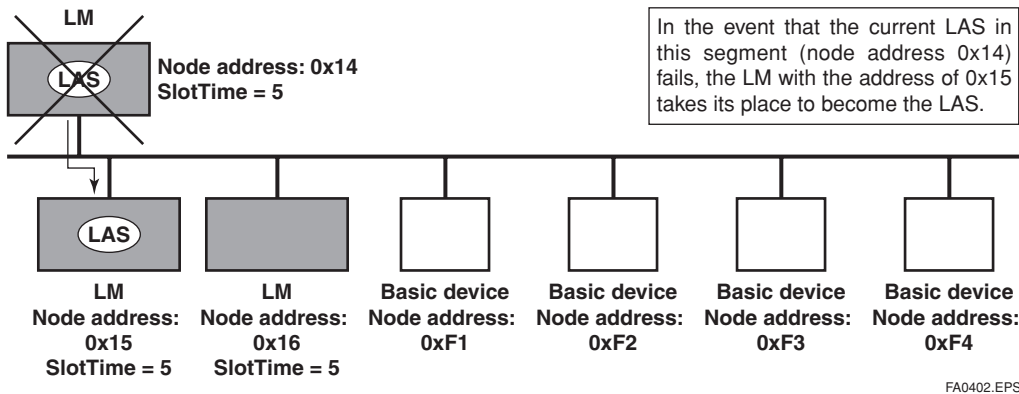 LM
LAS
Node address: 0x14
SlotTime = 5
In the event that the current LAS in
this segment (node address 0x14)
fails, the LM with the address of 0x15
takes its place to become the LAS.
LAS
LM
Node address:
0x15
SlotTime = 5
LM
Node address:
0x16
SlotTime = 5
Basic device
Node address:
0xF1
Basic device
Node address:
0xF2
Basic device
Node address:
0xF3
Basic device
Node address:
0xF4
FA0402.EPS